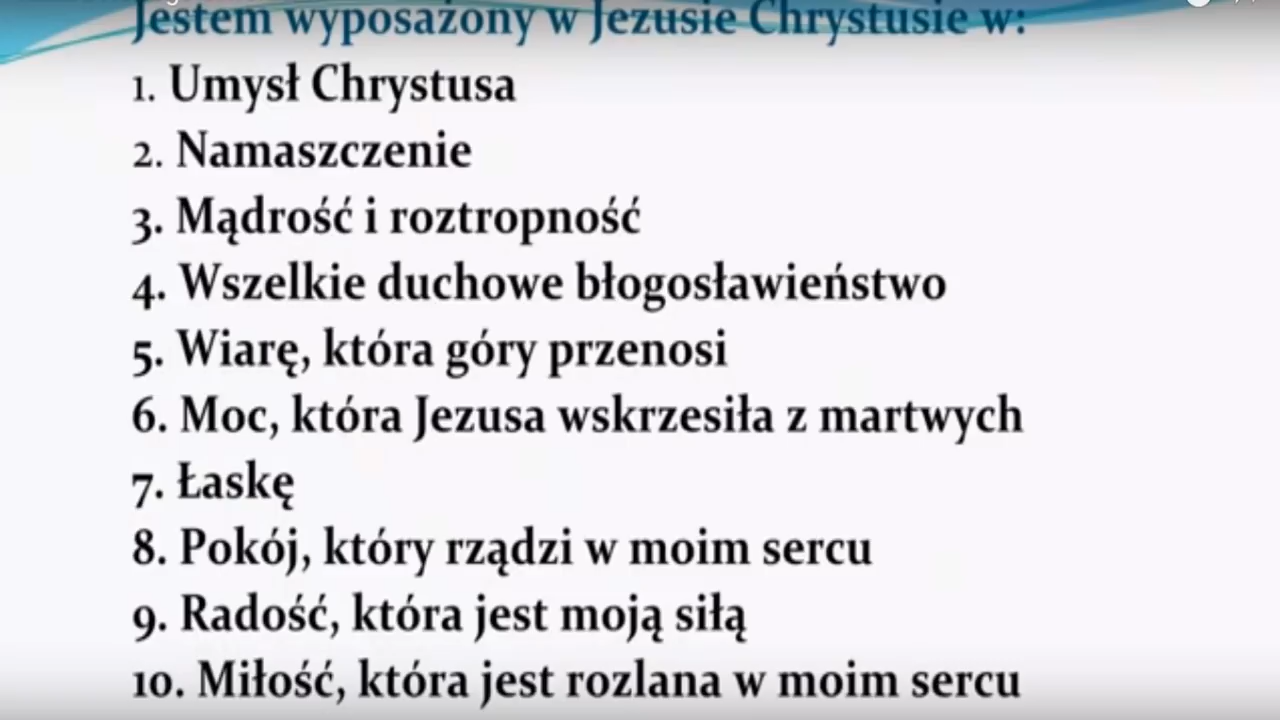 Jestem wyposażony w Jezusie Chrystusie w:
1. Umysł Chrystusa
2. Namaszczenie
3. Mądrość i roztropność
4. Wszelkie duchowe błogosławieństwo
5. Wiarę, która góry przenosi
6. Moc, która Jezusa wskrzesiła z martwych
7. Łaskę
8. Pokój, który rządzi w moim sercu
9. Radość, która jest moją siłą
10. Miłość, która jest rozlana w moim sercu